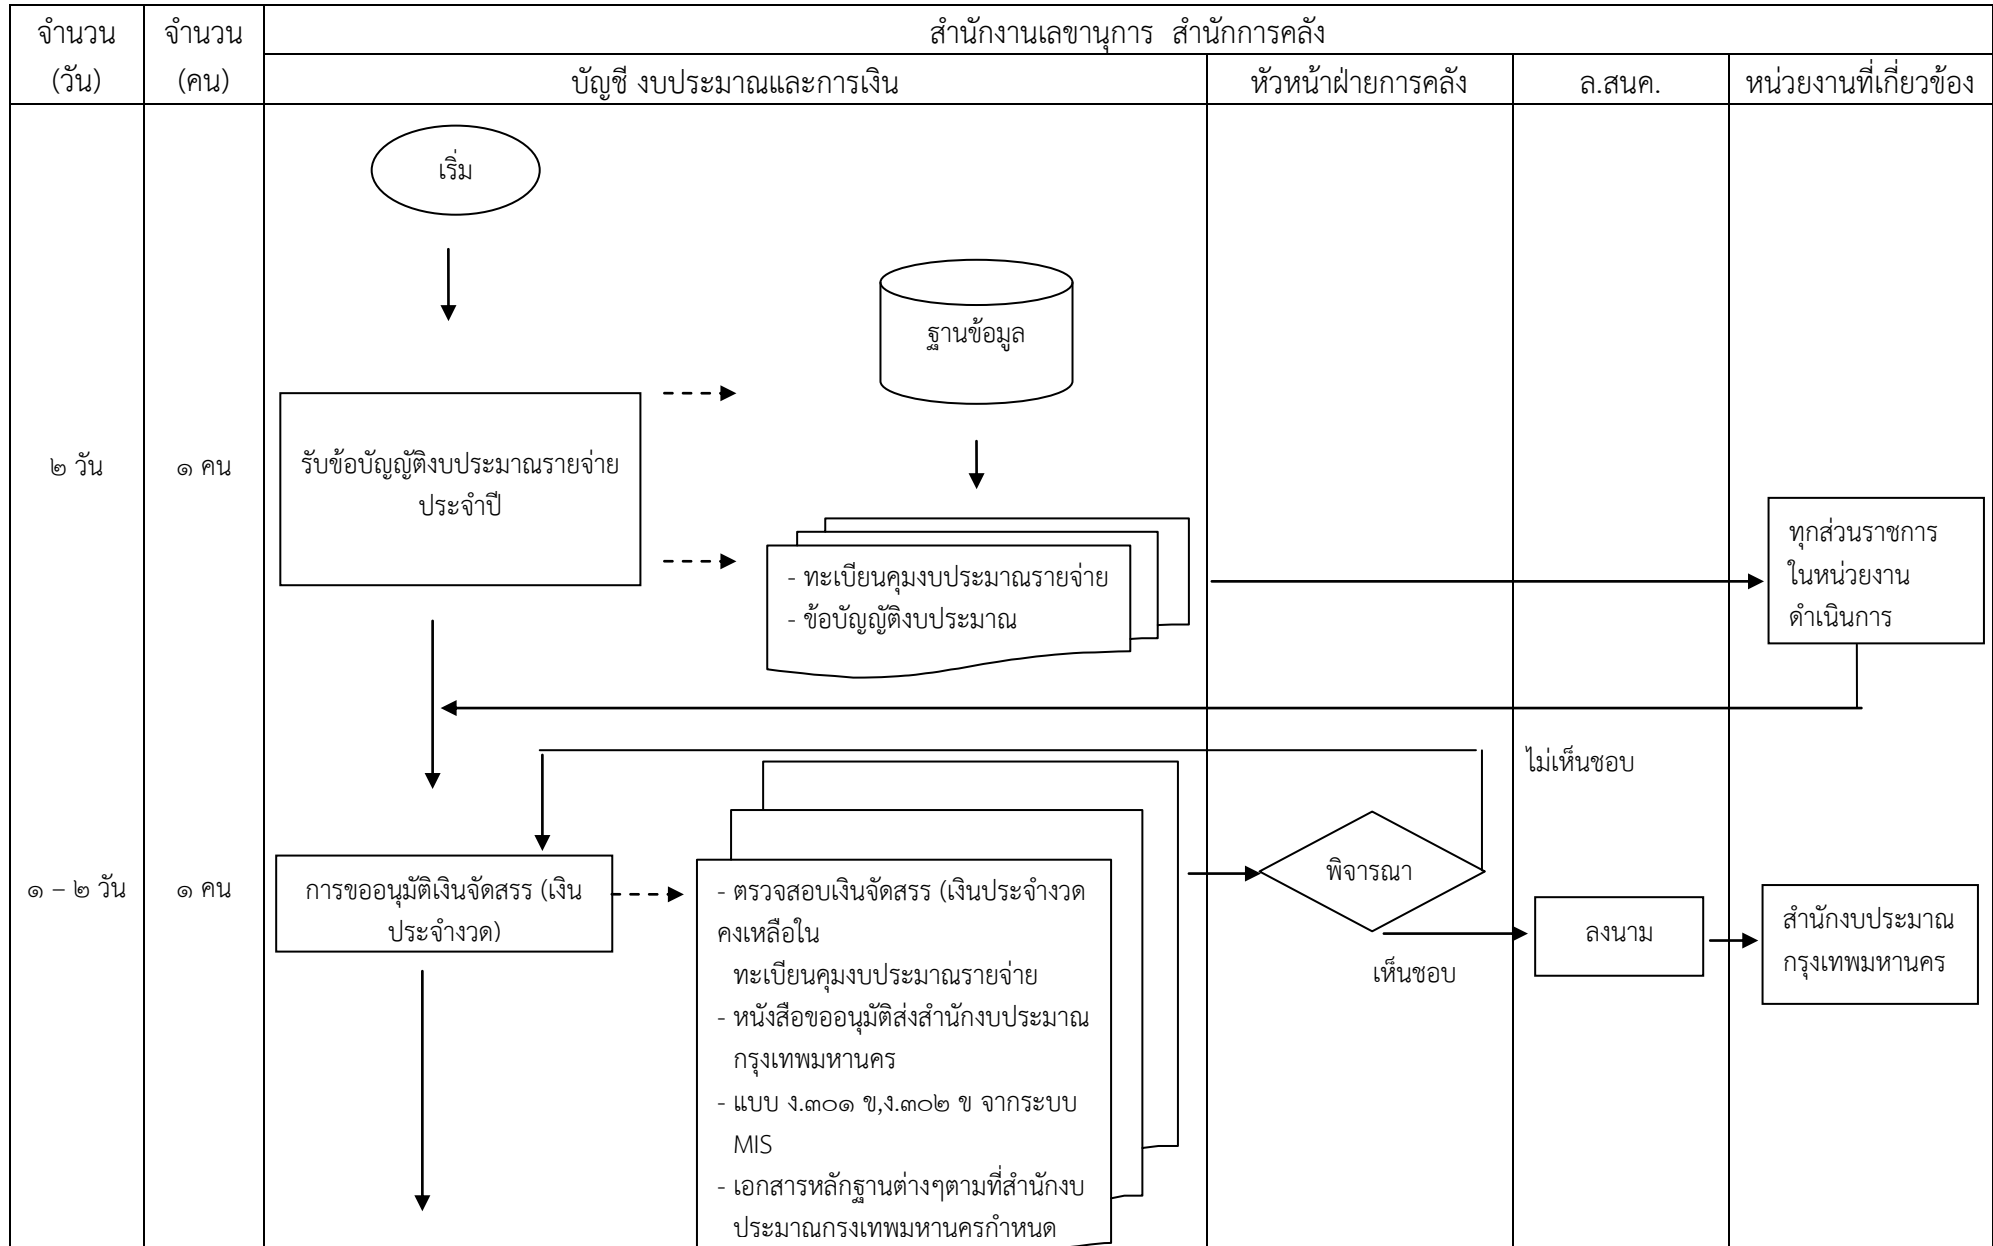 จำนวน
(วัน)
จำนวน
(คน)
สำนักงานเลขานุการ สำนักการคลัง
บัญชี งบประมาณและการเงิน
หัวหน้าฝ่ายการคลัง
ล.สนค.
หน่วยงานที่เกี่ยวข้อง
เริ่ม
ฐานข้อมูล
๒ วัน
๑ คน
รับข้อบัญญัติงบประมาณรายจ่าย
ประจำปี
- ทะเบียนคุมงบประมาณรายจ่าย
- ข้อบัญญัติงบประมาณ
ทุกส่วนราชการ
ในหน่วยงาน
ดำเนินการ
ไม่เห็นชอบ
๑ – ๒ วัน
๑ คน
การขออนุมัติเงินจัดสรร (เงิน
ประจำงวด)
- ตรวจสอบเงินจัดสรร (เงินประจำงวด
คงเหลือใน
ทะเบียนคุมงบประมาณรายจ่าย
- หนังสือขออนุมัติส่งสำนักงบประมาณ
กรุงเทพมหานคร
- แบบ ง.๓๐๑ ข,ง.๓๐๒ ข จากระบบ
MIS
- เอกสารหลักฐานต่างๆตามที่สำนักงบ
ประมาณกรงเทพมหานครกำหนด
พิจารณา
เห็นชอบ
ลงนาม
สำนักงบประมาณ
กรุงเทพมหานคร